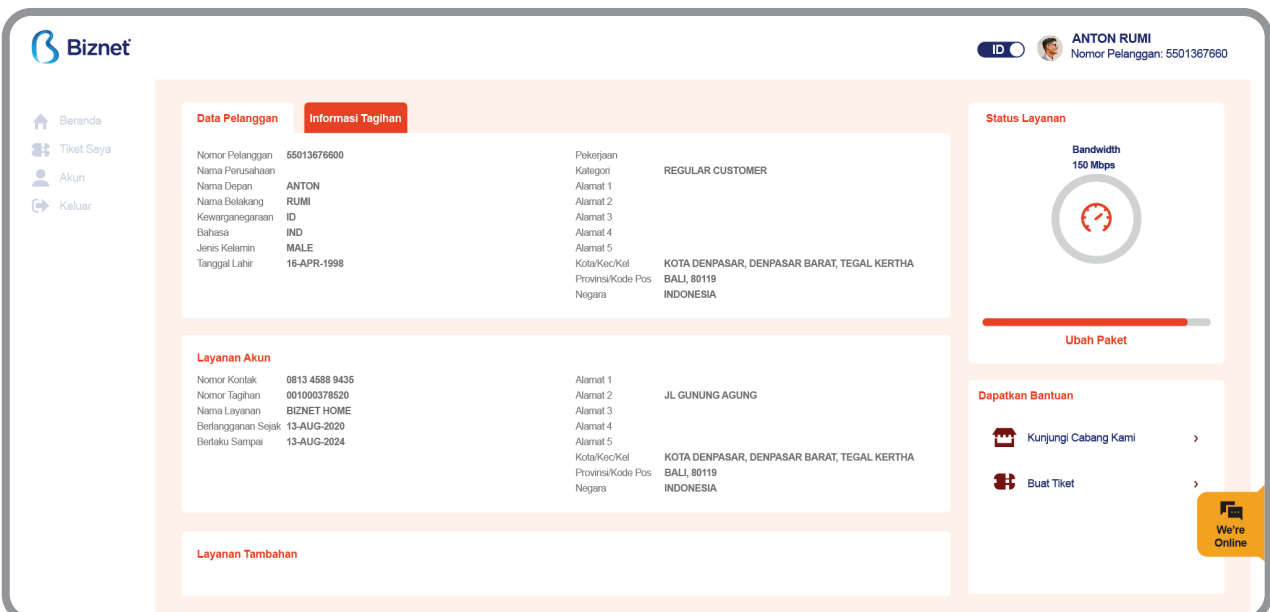 Biznet
ID
ANTON RUMI
Nomor Pelanggan: 5501367660
Beranda
Tiket Saya
Akun
Keluar
Data Pelanggan
Informasi Tagihan
Nomor Pelanggan 55013676600
Nama Perusahaan
Nama Depan ANTON
Nama Belakang RUMI
Kewarganegaraan ID
Bahasa IND
Jenis Kelamin MALE
Tanggal Lahir 16-APR-1998
Pekerjaan
Kategori REGULAR CUSTOMER
Alamat 1
Alamat 2
Alamat 3
Alamat 4
Alamat 5
Kota/Kec/Kel KOTA DENPASAR, DENPASAR BARAT, TEGAL KERTHA
Provinsi/Kode Pos BALI, 80119
Negara INDONESIA
Layanan Akun
Nomor Kontak 0813 4588 9435
Nomor Tagihan 001000378520
Nama Layanan BIZNET HOME
Berlangganan Sejak 13-AUG-2020
Berlaku Sampai 13-AUG-2024
Alamat 1
Alamat 2 JL GUNUNG AGUNG
Alamat 3
Alamat 4
Alamat 5
Kota/Kec/Kel KOTA DENPASAR, DENPASAR BARAT, TEGAL KERTHA
Provinsi/Kode Pos BALI, 80119
Negara INDONESIA
Layanan Tambahan
Status Layanan
Bandwidth
150 Mbps
Ubah Paket
Dapatkan Bantuan
Kunjungi Cabang Kami
Buat Tiket
We're
Online